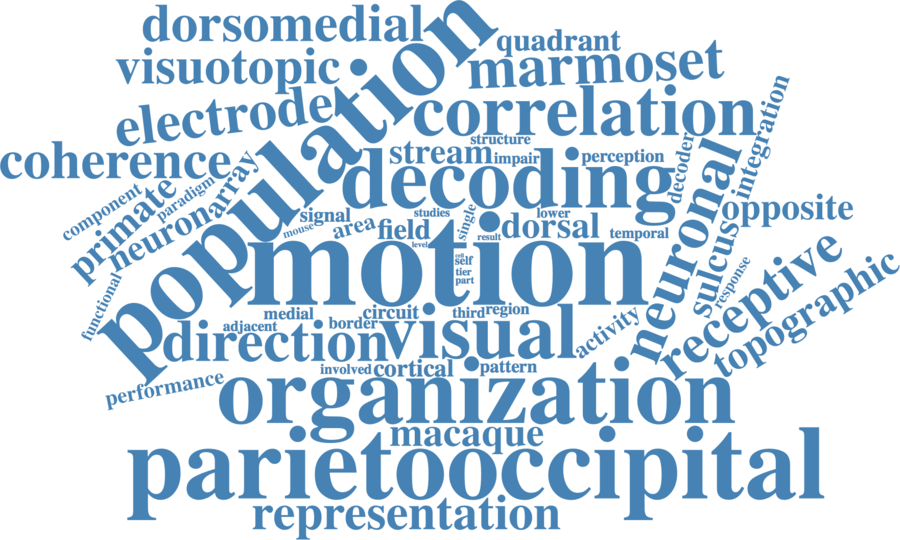 dorsomedial
population
quadrant
visuotopic
marmoset
electrode
correlation
coherence
structure
stream
impair
perception
decoder
integration
decoding
array
paradigm
component
primate
neuron
signal
studies
single
lower
opposite
mouse
area
field
dorsal
temporal
result
level
motion
cell
self
tier
part
neuronal
sulcus
response
receptive
topographic
functional
medial
circuit
third
region
adjacent
border
activity
direction
visual
involved
cortical
pattern
performance
organization
macaque
parietooccipital
representation